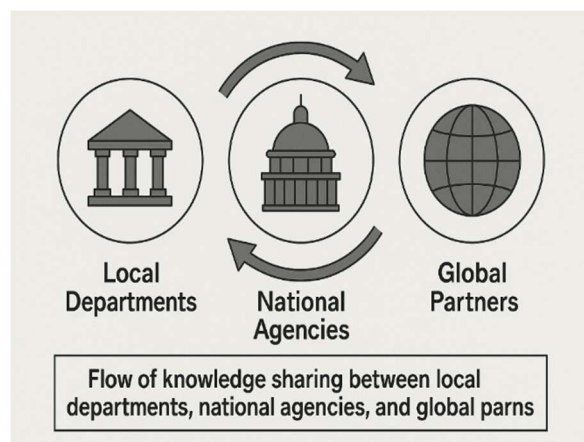 Local
Departments
National
Agencies
Global
Partners
Flow of knowledge sharing between local
departments, national agencies, and global parns